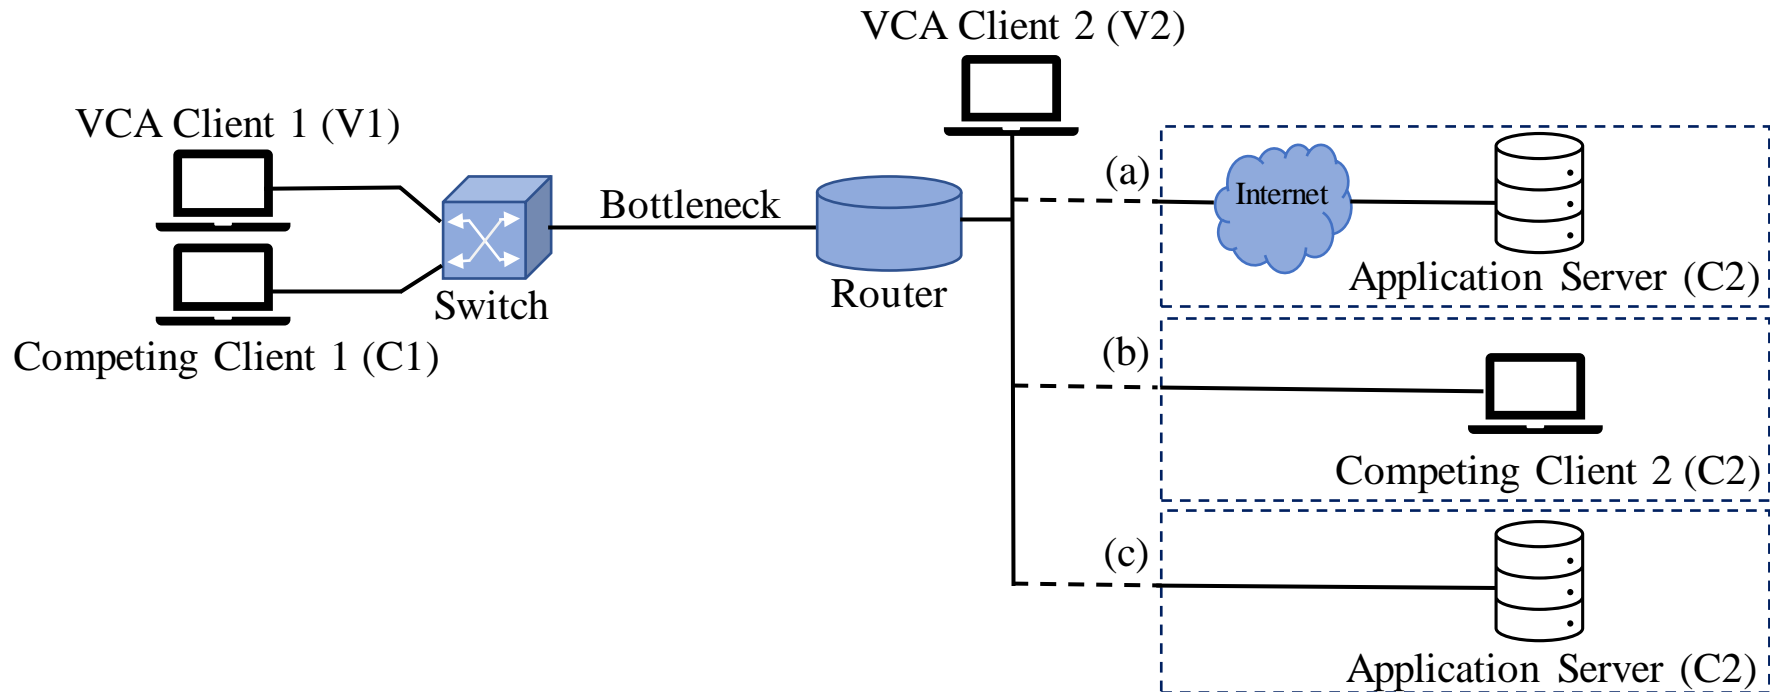 VCA Client 2 (V2)
VCA Client 1 (V1)
(a)
Internet
Bottleneck
Application Server (C2)
Router
Switch
Competing Client 1 (C1)
(b)
Competing Client 2 (C2)
(c)
Application Server (C2)